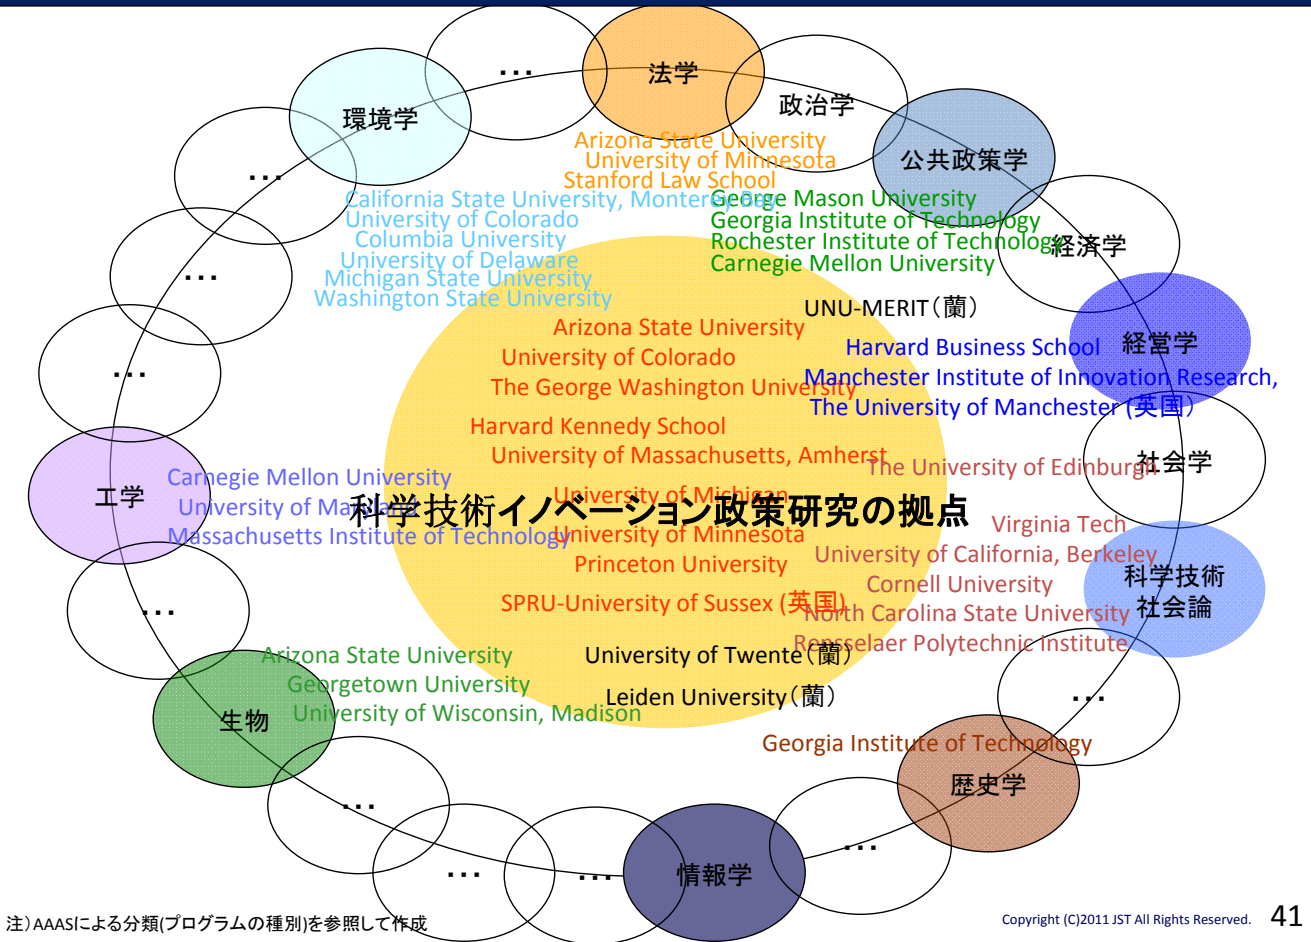 …
法学
政治学
環境学
公共政策学
…
経済学
…
経営学
…
社会学
工学
科学技術
社会論
…
…
生物
歴史学
…
…
…
…
情報学
Arizona State University
University of Minnesota
Stanford Law School
California State University, Monterey Bay
University of Colorado
Columbia University
University of Delaware
Michigan State University
Washington State University
George Mason University
Georgia Institute of Technology
Rochester Institute of Technology
Carnegie Mellon University
UNU-MERIT(蘭)
Harvard Business School
Manchester Institute of Innovation Research,
The University of Manchester (英国)
Arizona State University
University of Colorado
The George Washington University
Harvard Kennedy School
University of Massachusetts, Amherst
University of Michigan
科学技術イノベーション政策研究の拠点
University of Minnesota
Princeton University
SPRU-University of Sussex (英国)
University of Twente(蘭)
Leiden University(蘭)
The University of Edinburgh
Virginia Tech
University of California, Berkeley
Cornell University
North Carolina State University
Rensselaer Polytechnic Institute
Carnegie Mellon University
University of Maryland
Massachusetts Institute of Technology
Arizona State University
Georgetown University
University of Wisconsin, Madison
Georgia Institute of Technology
注)AAASによる分類(プログラムの種別)を参照して作成
Copyright (C)2011 JST All Rights Reserved. 41